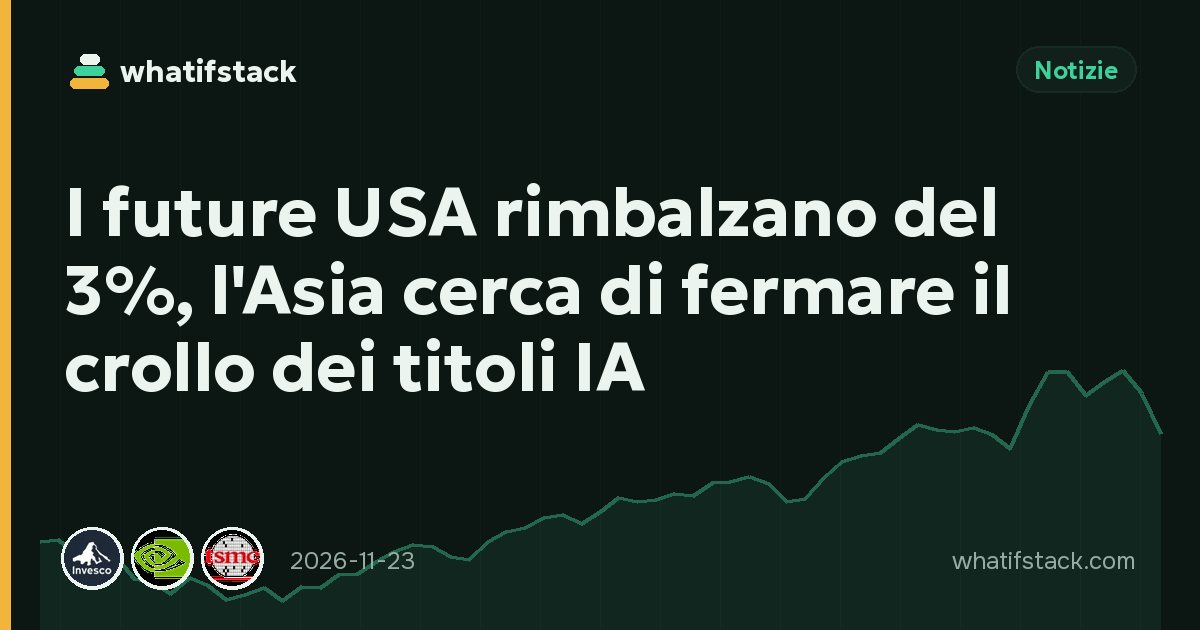 whatifstack
Notizie
I future USA rimbalzano del
3%, l'Asia cerca di fermare il
crollo dei titoli IA
Invesco
tsmc
2026-11-23
whatifstack.com